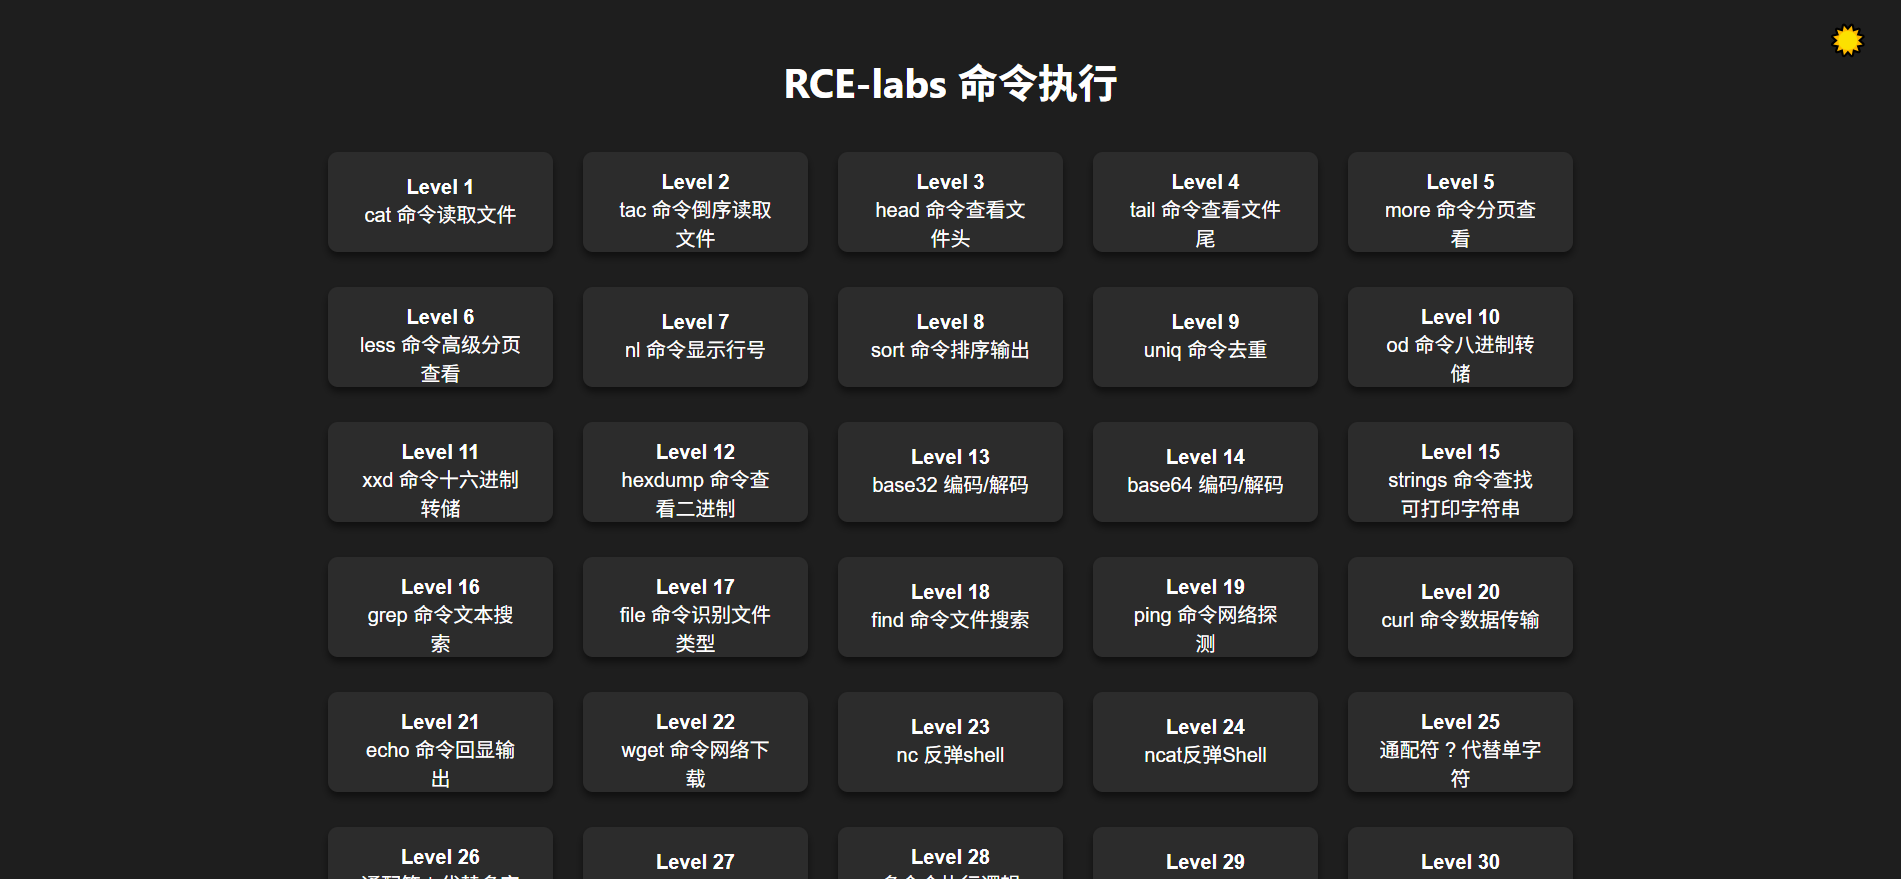 RCE-labs 命令执行
Level 1
cat 命令读取文件
Level 2
tac 命令倒序读取
文件
Level 3
head 命令查看文
件头
Level 4
tail 命令查看文件
尾
Level 5
more 命令分页查
看
Level 6
less 命令高级分页
查看
Level 7
nl 命令显示行号
Level 8
sort 命令排序输出
Level 9
uniq 命令去重
Level 10
od 命令八进制转
储
Level 11
xxd 命令十六进制
转储
Level 12
hexdump 命令查
看二进制
Level 13
base32 编码/解码
Level 14
base64 编码/解码
Level 15
strings 命令查找
可打印字符串
Level 16
grep 命令文本搜
索
Level 17
file 命令识别文件
类型
Level 18
find 命令文件搜索
Level 19
ping 命令网络探
测
Level 20
curl 命令数据传输
Level 21
echo 命令回显输
出
Level 22
wget 命令网络下
载
Level 23
nc 反弹shell
Level 24
ncat反弹Shell
Level 25
通配符 ? 代替单字
符
Level 26
Level 27
Level 28
Level 29
Level 30